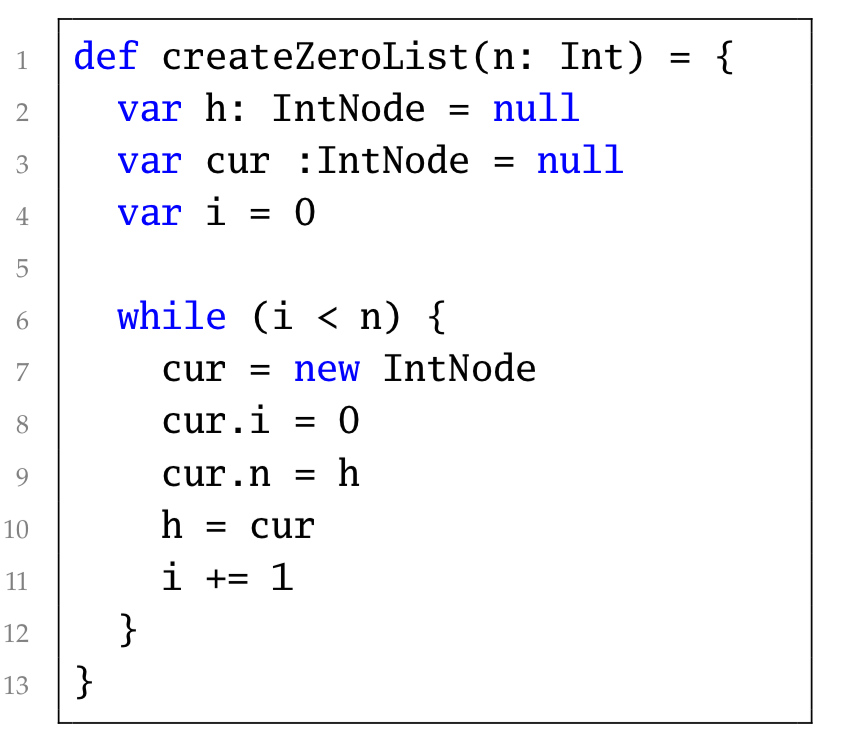 1 def createZeroList(n: Int) = {
2   var h: IntNode = null
3   var cur :IntNode = null
4   var i = 0
5
6   while (i < n) {
7     cur = new IntNode
8     cur.i = 0
9     cur.n = h
10     h = cur
11     i += 1
12   }
13 }